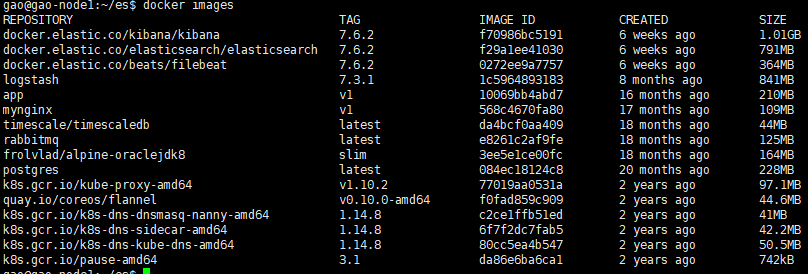 gao@gao-node1:~/es$ docker images
REPOSITORY TAG IMAGE ID CREATED SIZE
docker.elastic.co/kibana/kibana 7.6.2 f70986bc5191 6 weeks ago 1.01GB
docker.elastic.co/elasticsearch/elasticsearch 7.6.2 f29a1ee41030 6 weeks ago 791MB
docker.elastic.co/beats/filebeat 7.6.2 0272ee9a7757 6 weeks ago 364MB
logstash 7.3.1 1c5964893183 8 months ago 841MB
app v1 10069bb4abd7 16 months ago 210MB
mynginx v1 568c4670fa80 17 months ago 109MB
timescale/timescaledb latest da4bcf0aa409 18 months ago 44MB
rabbitmq latest e8261c2af9fe 18 months ago 125MB
frolvlad/alpine-oraclejdk8 slim 3ee5e1ce00fc 18 months ago 164MB
postgres latest 084ec18124c8 20 months ago 228MB
k8s.gcr.io/kube-proxy-amd64 v1.10.2 77019aa0531a 2 years ago 97.1MB
quay.io/coreos/flannel v0.10.0-amd64 f0fad859c909 2 years ago 44.6MB
k8s.gcr.io/k8s-dns-dnsmasq-nanny-amd64 1.14.8 c2ce1ffb51ed 2 years ago 41MB
k8s.gcr.io/k8s-dns-sidecar-amd64 1.14.8 6f7f2dc7fab5 2 years ago 42.2MB
k8s.gcr.io/k8s-dns-kube-dns-amd64 1.14.8 80cc5ea4b547 2 years ago 50.5MB
k8s.gcr.io/pause-amd64 3.1 da86e6ba6ca1 2 years ago 742kB
gao@gao-node1:~/es$